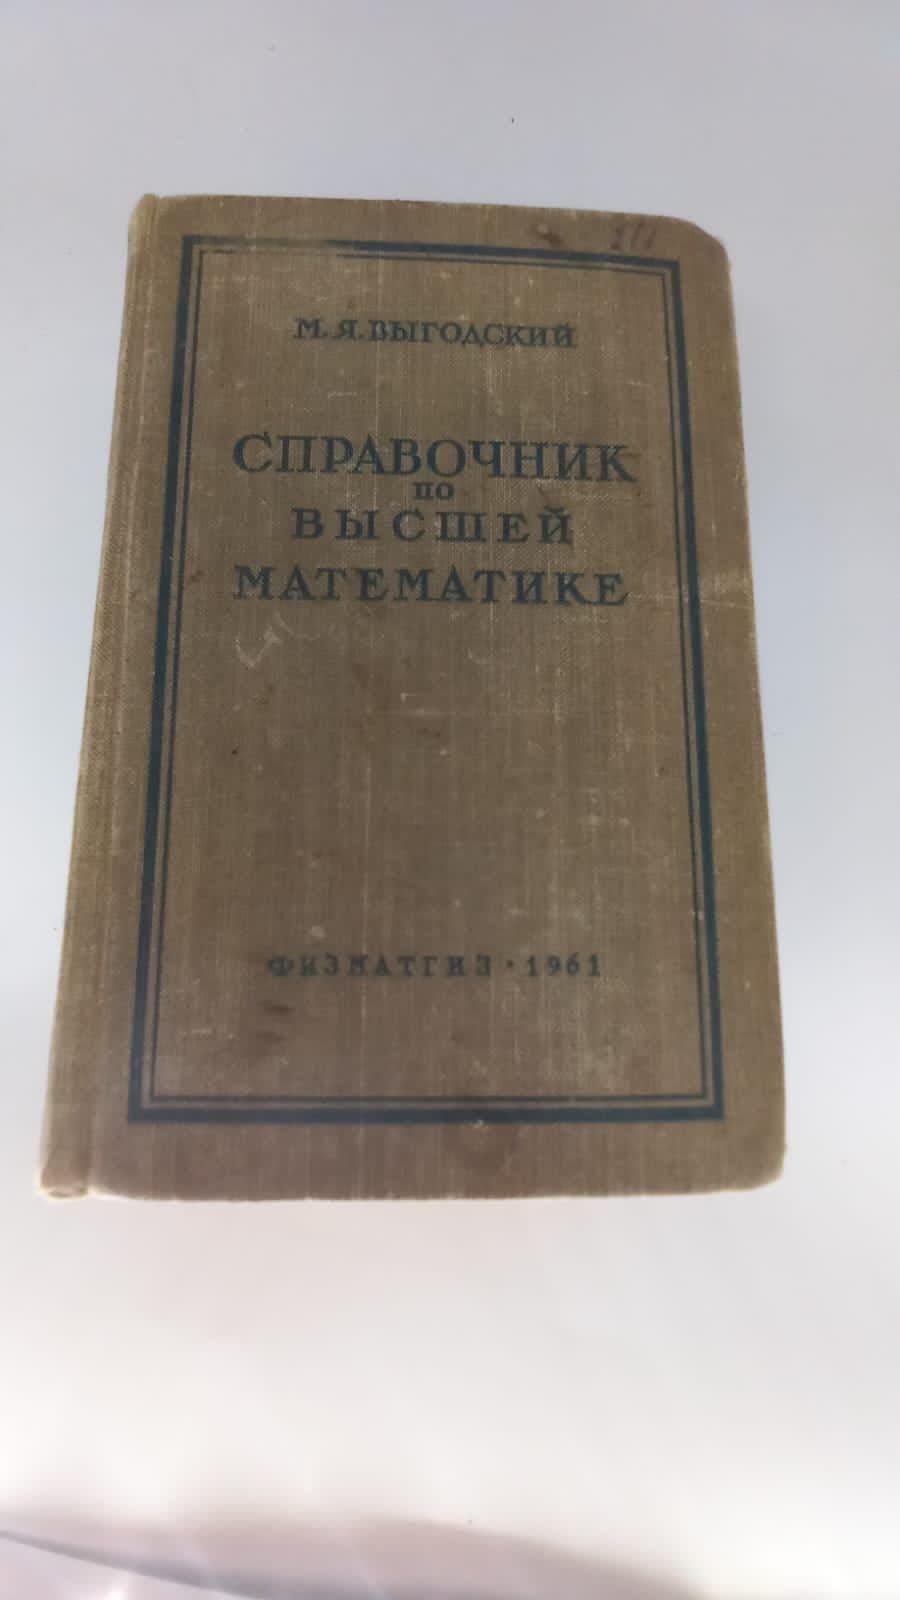 М. Я. ВЫГОДСКИЙ
СПРАВОЧНИК
ПО
ВЫСШЕЙ
МАТЕМАТИКЕ
ФИЗМАТГИЗ · 1961